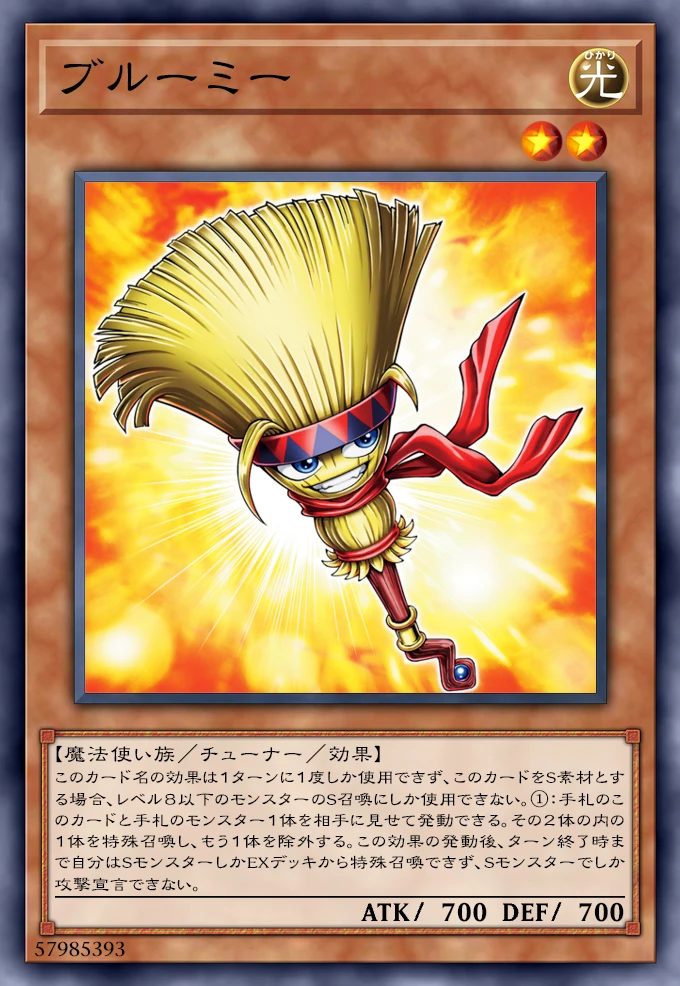 ブルーミー
ひかり
光
【魔法使い族／チューナー／効果】
このカード名の効果は1ターンに1度しか使用できず、このカードをS素材とす
る場合、レベル8以下のモンスターのS召喚にしか使用できない。①：手札のこ
のカードと手札のモンスター1体を相手に見せて発動できる。その2体の内の
1体を特殊召喚し、もう1体を除外する。この効果の発動後、ターン終了時ま
で自分はSモンスターしかEXデッキから特殊召喚できず、Sモンスターでしか
攻撃宣言できない。
ATK/ 700 DEF/ 700
57985393